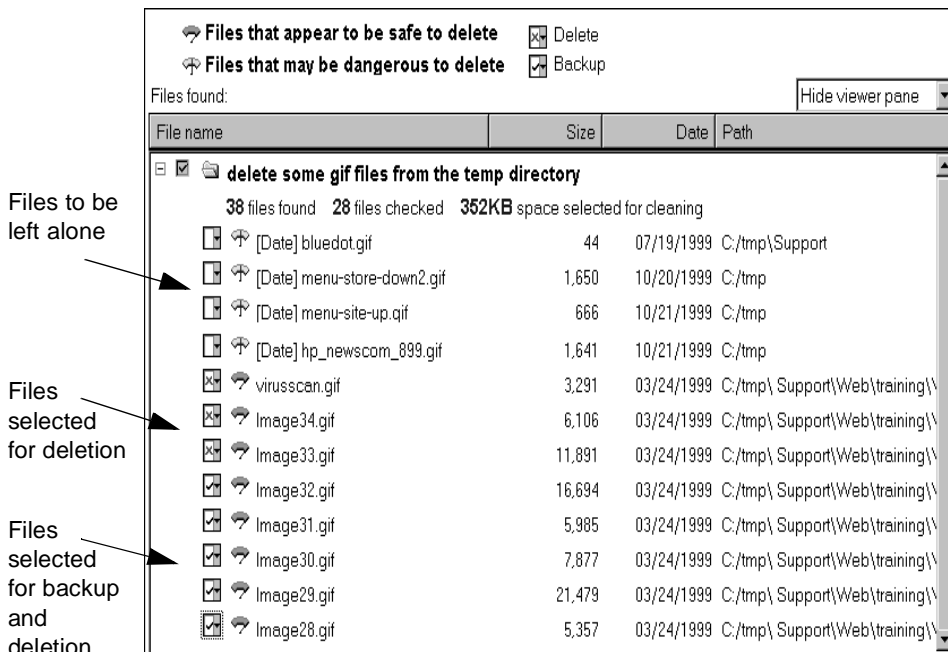 Files that appear to be safe to delete Delete
Files that may be dangerous to delete Backup
Files found: Hide viewer pane
File name Size Date Path
delete some gif files from the temp directory
38 files found 28 files checked 352KB space selected for cleaning
Files to be
left alone
[Date] bluedot.gif 44 07/19/1999 C:/tmp\Support
[Date] menu-store-down2.gif 1,650 10/20/1999 C:/tmp
[Date] menu-site-up.gif 666 10/21/1999 C:/tmp
[Date] hp_newscom_899.gif 1,641 10/21/1999 C:/tmp
Files
selected
for deletion
virusscan.gif 3,291 03/24/1999 C:/tmp\ Support\Web\training\
Image34.gif 6,106 03/24/1999 C:/tmp\ Support\Web\training\
Image33.gif 11,891 03/24/1999 C:/tmp\ Support\Web\training\
Image32.gif 16,694 03/24/1999 C:/tmp\ Support\Web\training\
Files
selected
for backup
and
deletion
Image31.gif 5,985 03/24/1999 C:/tmp\ Support\Web\training\
Image30.gif 7,877 03/24/1999 C:/tmp\ Support\Web\training\
Image29.gif 21,479 03/24/1999 C:/tmp\ Support\Web\training\
Image28.gif 5,357 03/24/1999 C:/tmp\ Support\Web\training\